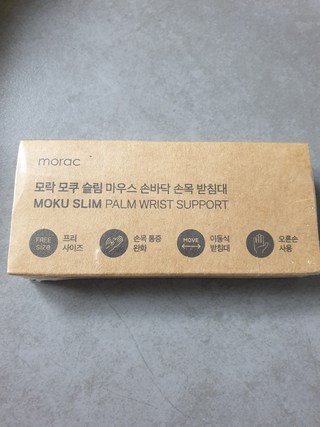 morac
모락 모쿠 슬림 마우스 손바닥 손목 받침대
MOKU SLIM PALM WRIST SUPPORT
FREE
size
프리
사이즈
손목 통증
완화
MOVE
이동식
받침대
오른손
사용